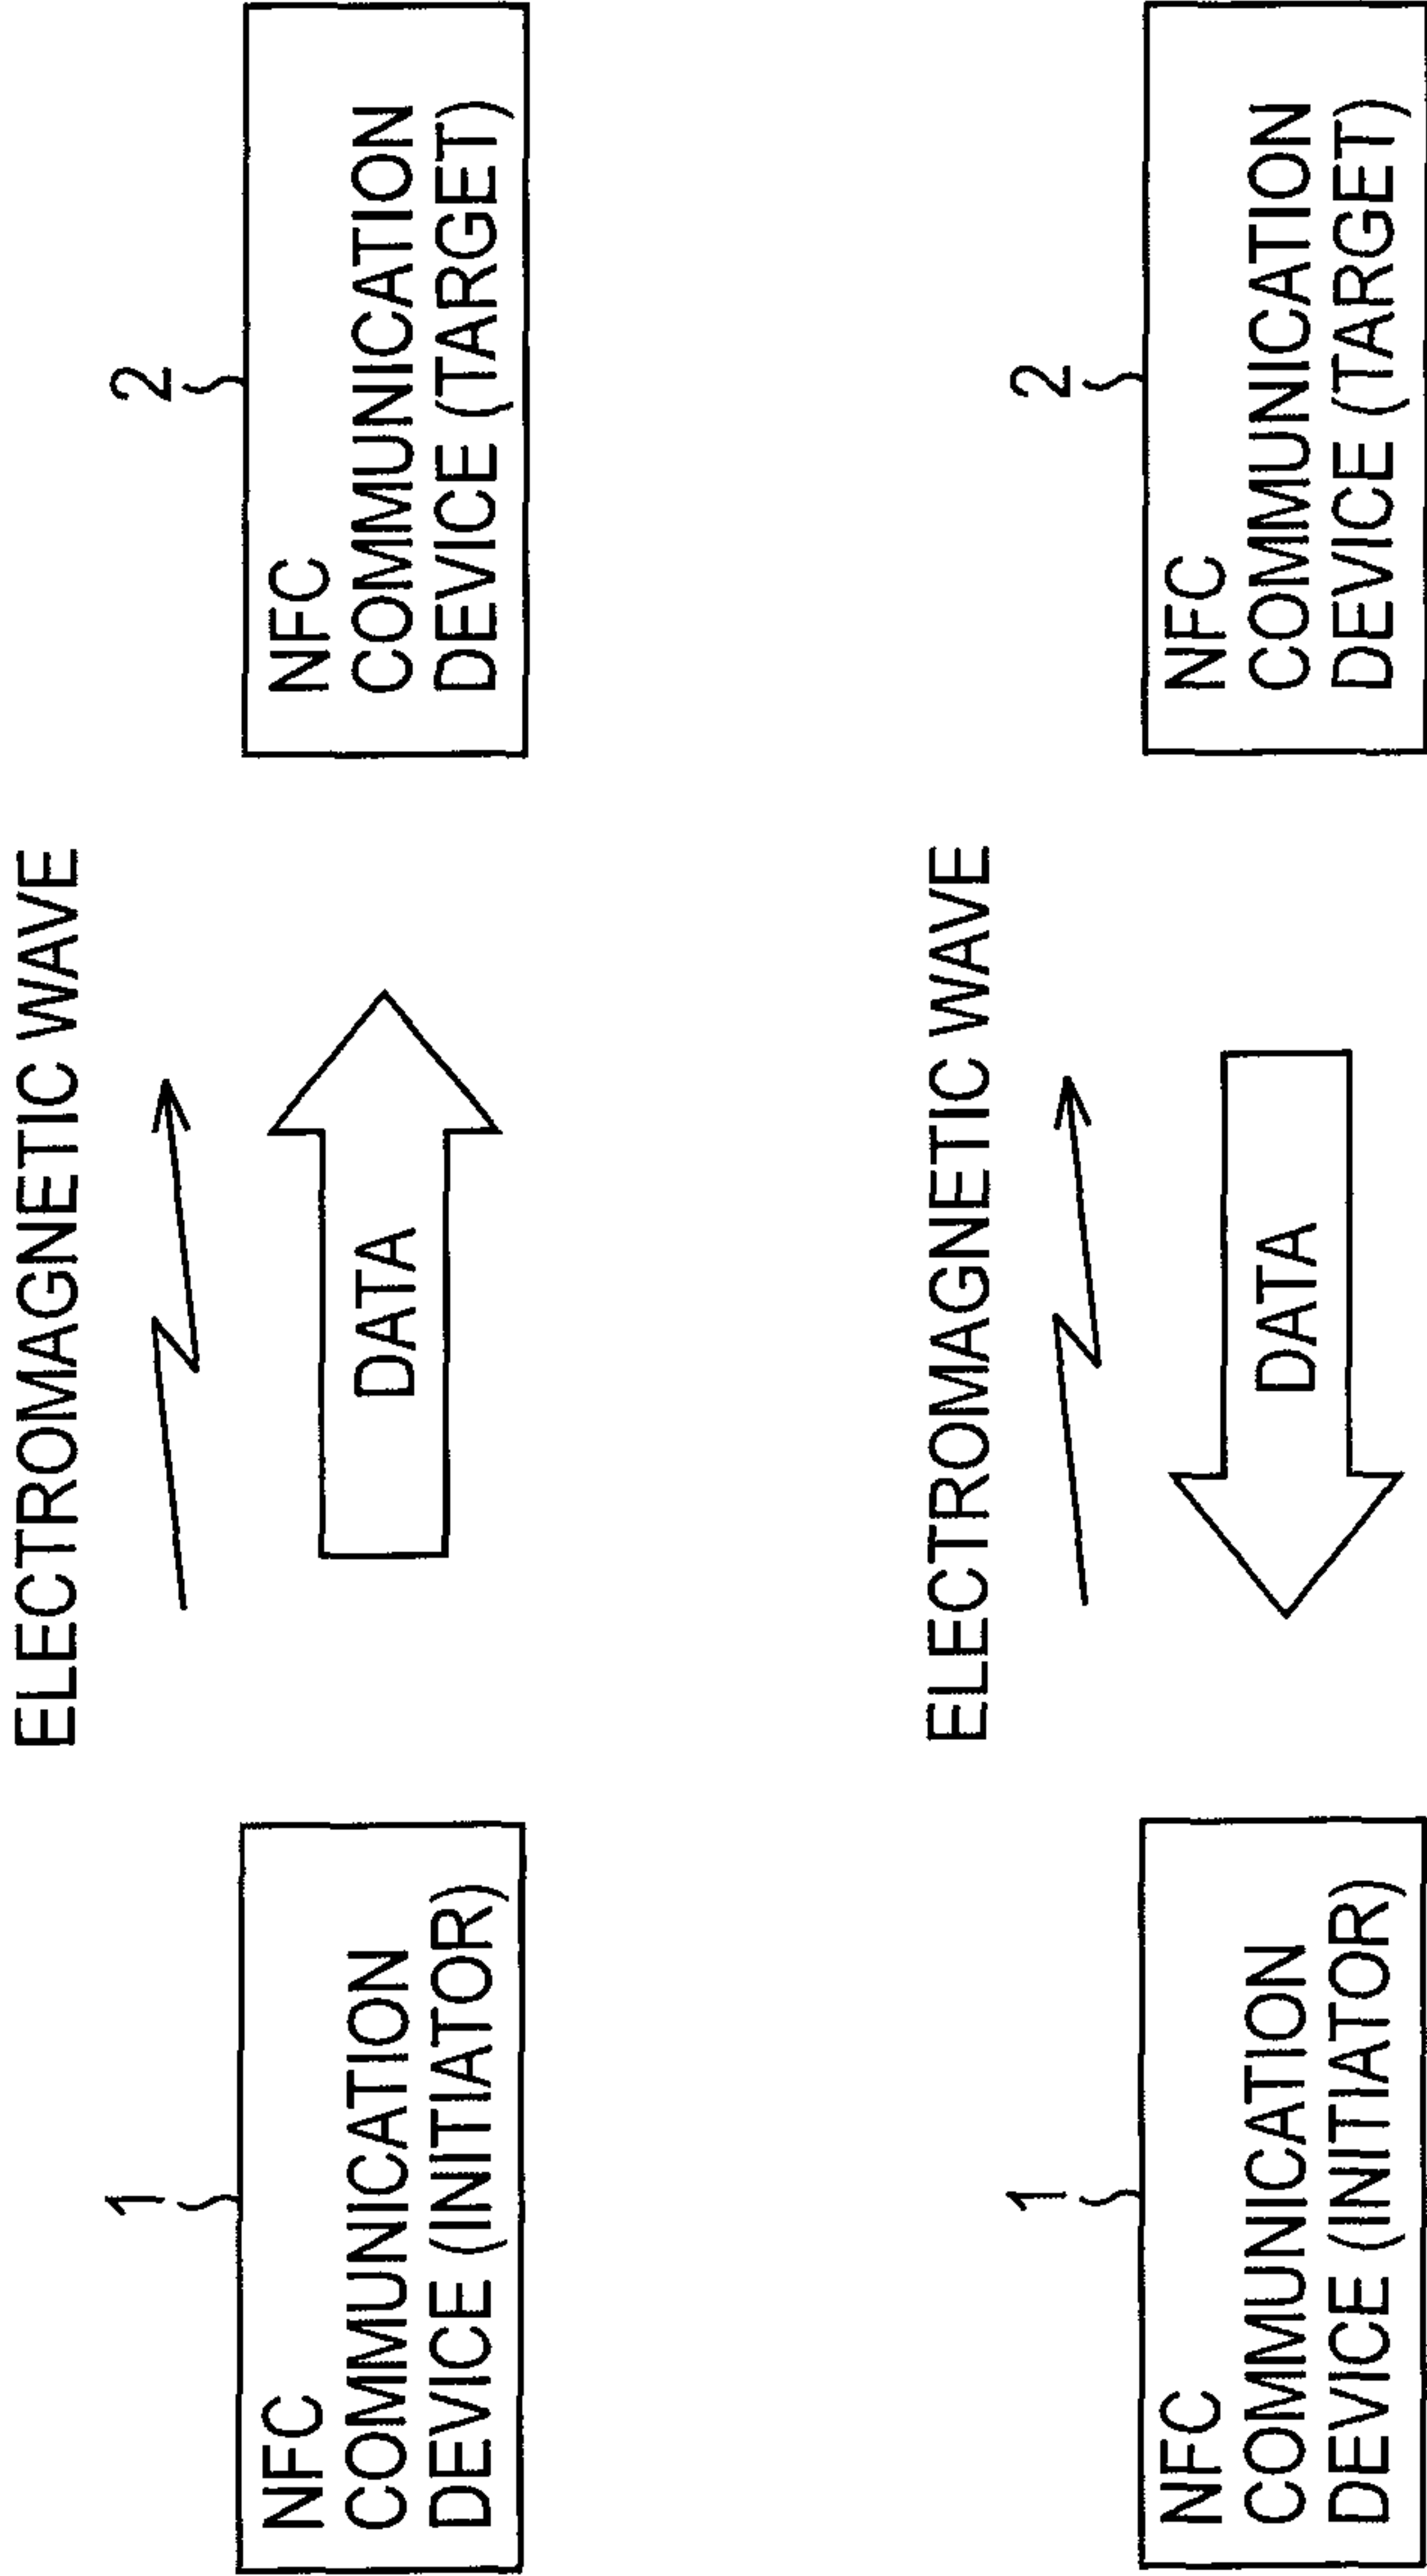 ELECTROMAGNETIC WAVE
1
2
NFC
COMMUNICATION
DEVICE (INITIATOR)
DATA
NFC
COMMUNICATION
DEVICE (TARGET)
ELECTROMAGNETIC WAVE
1
2
NFC
COMMUNICATION
DEVICE (INITIATOR)
DATA
NFC
COMMUNICATION
DEVICE (TARGET)